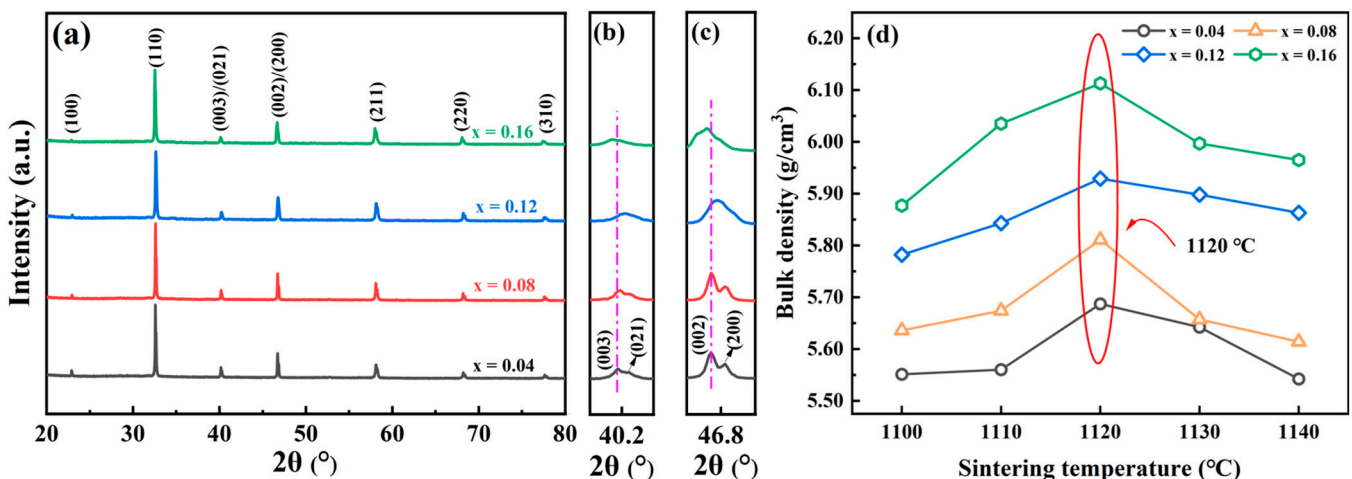 (a)
(100)
(110)
(003)/(021)
(002)/(200)
(211)
(220)
(310)
x = 0.16
x = 0.12
x = 0.08
x = 0.04
Intensity (a.u.)
20 30 40 50 60 70 80
2θ (°)
(b)
(003)
(021)
40.2
2θ (°)
(c)
(002)
(200)
46.8
2θ (°)
(d)
x = 0.04 x = 0.08
x = 0.12 x = 0.16
1120 °C
Bulk density (g/cm³)
6.20
6.10
6.00
5.90
5.80
5.70
5.60
5.50
1100 1110 1120 1130 1140
Sintering temperature (°C)